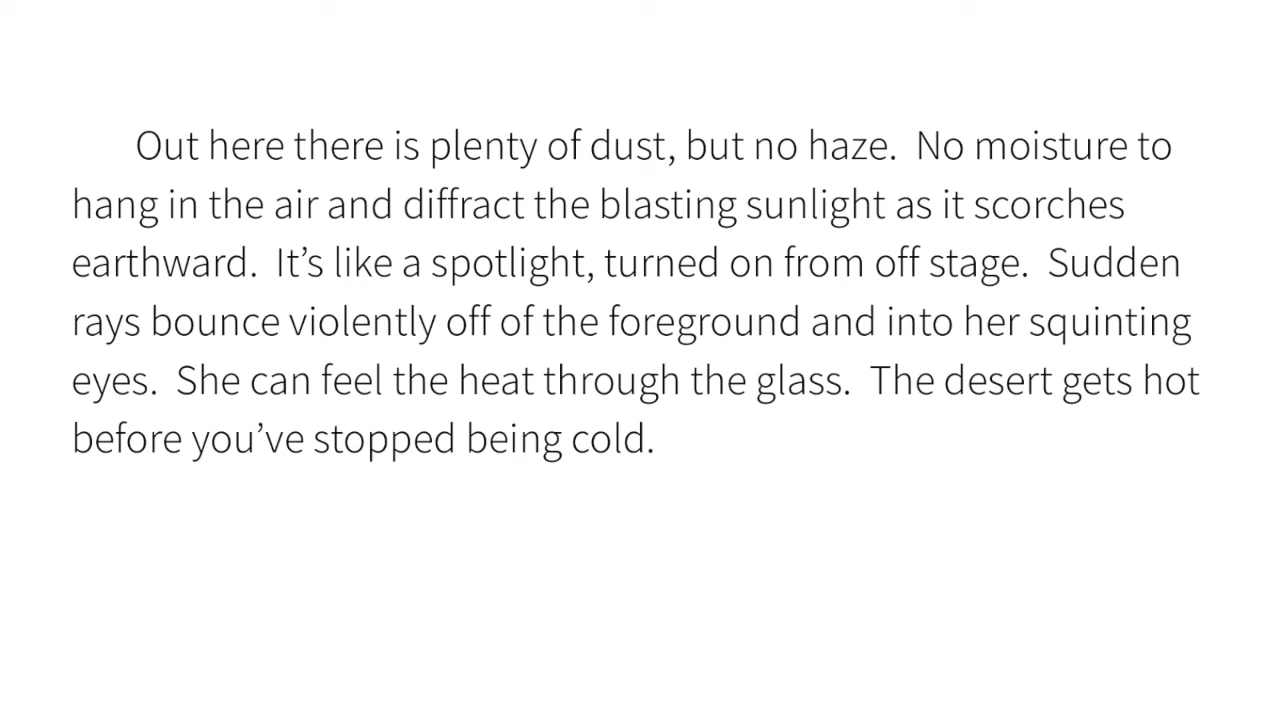 Out here there is plenty of dust, but no haze.  No moisture to
hang in the air and diffract the blasting sunlight as it scorches
earthward.  It’s like a spotlight, turned on from off stage.  Sudden
rays bounce violently off of the foreground and into her squinting
eyes.  She can feel the heat through the glass.  The desert gets hot
before you’ve stopped being cold.